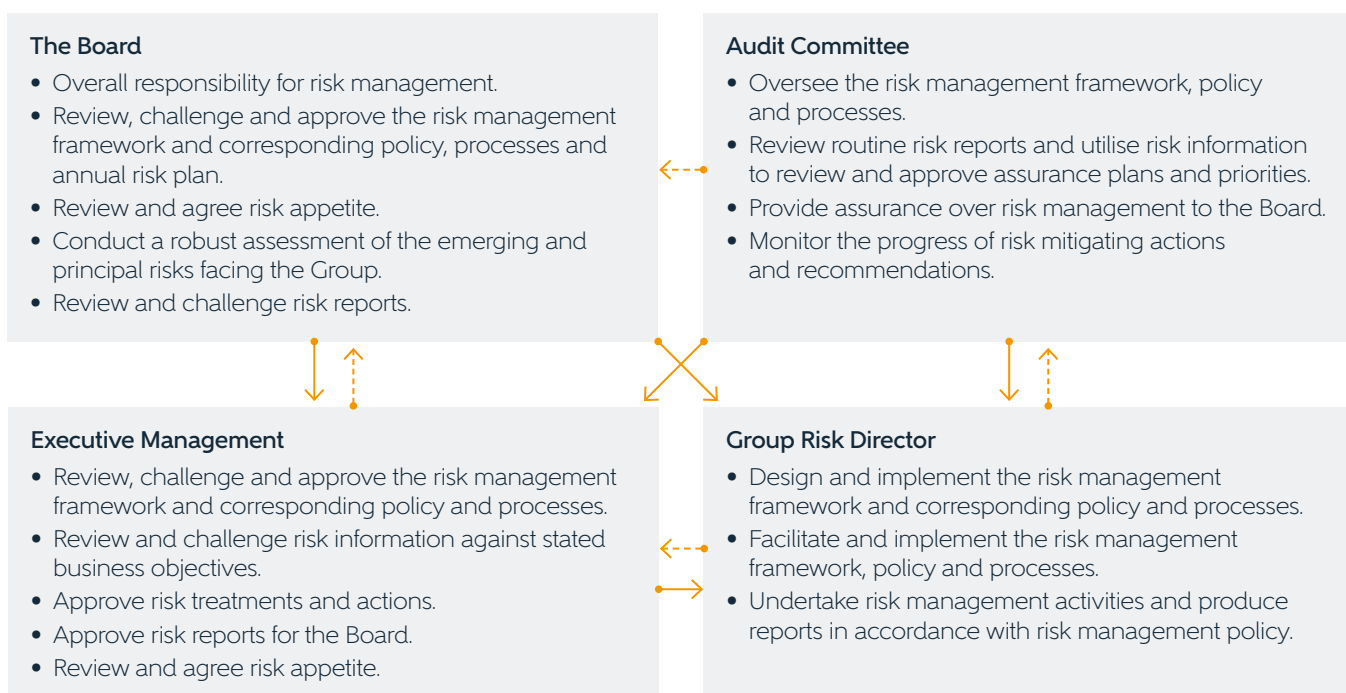 The Board
• Overall responsibility for risk management.
• Review, challenge and approve the risk management
framework and corresponding policy, processes and
annual risk plan.
• Review and agree risk appetite.
• Conduct a robust assessment of the emerging and
principal risks facing the Group.
• Review and challenge risk reports.
Audit Committee
• Oversee the risk management framework, policy
and processes.
• Review routine risk reports and utilise risk information
to review and approve assurance plans and priorities.
• Provide assurance over risk management to the Board.
• Monitor the progress of risk mitigating actions
and recommendations.
Executive Management
• Review, challenge and approve the risk management
framework and corresponding policy and processes.
• Review and challenge risk information against stated
business objectives.
• Approve risk treatments and actions.
• Approve risk reports for the Board.
• Review and agree risk appetite.
Group Risk Director
• Design and implement the risk management
framework and corresponding policy and processes.
• Facilitate and implement the risk management
framework, policy and processes.
• Undertake risk management activities and produce
reports in accordance with risk management policy.